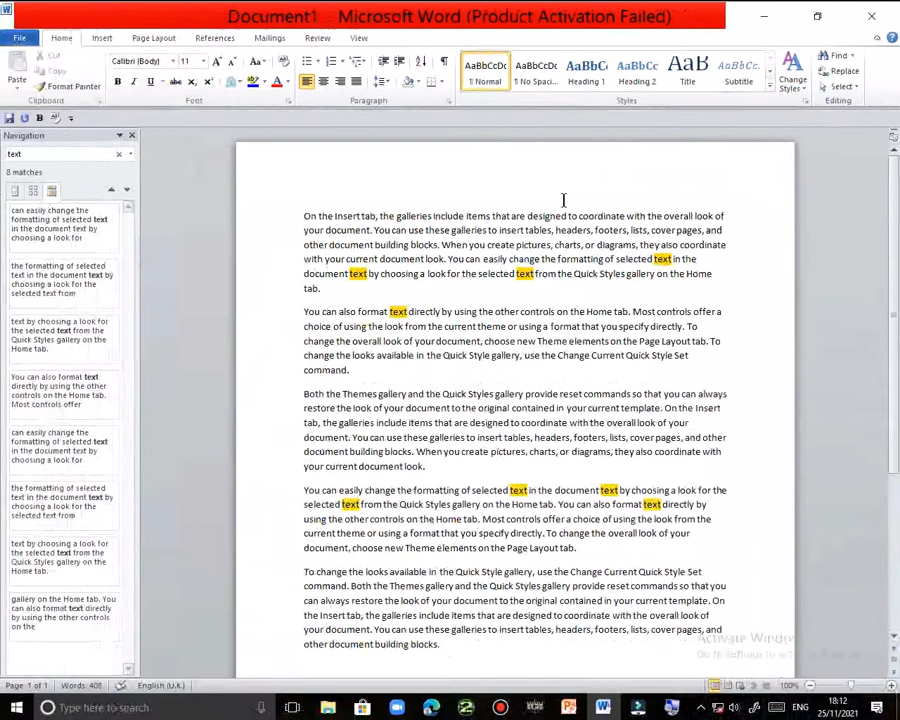 Document1 - Microsoft Word (Product Activation Failed)
File Home Insert Page Layout References Mailings Review View
Cut
Copy
Paste
Format Painter
Calibri (Body) 11
AaBbCcDc AaBbCcDc AaBbC AaBbCc AaB AaBbCc.
¶ Normal ¶ No Spaci... Heading 1 Heading 2 Title Subtitle
Change
Styles
Find
Replace
Select
Clipboard Font Paragraph Styles Editing
Navigation
text
8 matches
can easily change the
formatting of selected text
in the document text by
choosing a look for
the formatting of selected
text in the document text by
choosing a look for the
selected text from
text by choosing a look for
the selected text from the
Quick Styles gallery on the
Home tab.
You can also format text
directly by using the other
controls on the Home tab.
Most controls offer
can easily change the
formatting of selected text
in the document text by
choosing a look for
the formatting of selected
text in the document text by
choosing a look for the
selected text from
text by choosing a look for
the selected text from the
Quick Styles gallery on the
Home tab.
gallery on the Home tab. You
can also format text directly
by using the other controls
on the
On the Insert tab, the galleries include items that are designed to coordinate with the overall look of
your document. You can use these galleries to insert tables, headers, footers, lists, cover pages, and
other document building blocks. When you create pictures, charts, or diagrams, they also coordinate
with your current document look. You can easily change the formatting of selected text in the
document text by choosing a look for the selected text from the Quick Styles gallery on the Home
tab.
You can also format text directly by using the other controls on the Home tab. Most controls offer a
choice of using the look from the current theme or using a format that you specify directly. To
change the overall look of your document, choose new Theme elements on the Page Layout tab. To
change the looks available in the Quick Style gallery, use the Change Current Quick Style Set
command.
Both the Themes gallery and the Quick Styles gallery provide reset commands so that you can always
restore the look of your document to the original contained in your current template. On the Insert
tab, the galleries include items that are designed to coordinate with the overall look of your
document. You can use these galleries to insert tables, headers, footers, lists, cover pages, and other
document building blocks. When you create pictures, charts, or diagrams, they also coordinate with
your current document look.
You can easily change the formatting of selected text in the document text by choosing a look for the
selected text from the Quick Styles gallery on the Home tab. You can also format text directly by
using the other controls on the Home tab. Most controls offer a choice of using the look from the
current theme or using a format that you specify directly. To change the overall look of your
document, choose new Theme elements on the Page Layout tab.
To change the looks available in the Quick Style gallery, use the Change Current Quick Style Set
command. Both the Themes gallery and the Quick Styles gallery provide reset commands so that you
can always restore the look of your document to the original contained in your current template. On
the Insert tab, the galleries include items that are designed to coordinate with the overall look of
your document. You can use these galleries to insert tables, headers, footers, lists, cover pages, and
other document building blocks.
Activate Windows
Go to Settings to
Page: 1 of 1 Words: 408 English (U.K.) 100%
Type here to search
ENG
18:12
25/11/2021